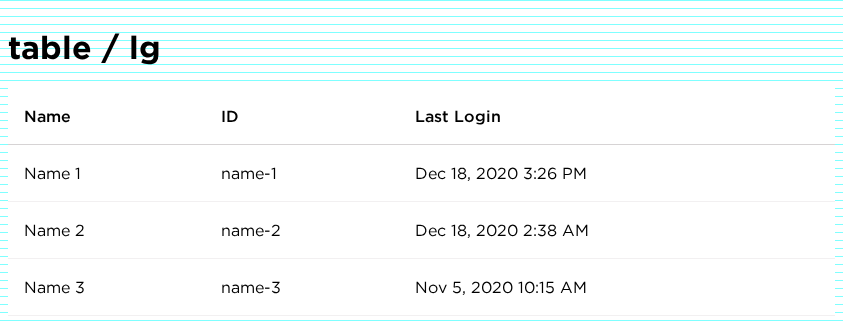 table / lg
Name ID Last Login
Name 1 name-1 Dec 18, 2020 3:26 PM
Name 2 name-2 Dec 18, 2020 2:38 AM
Name 3 name-3 Nov 5, 2020 10:15 AM